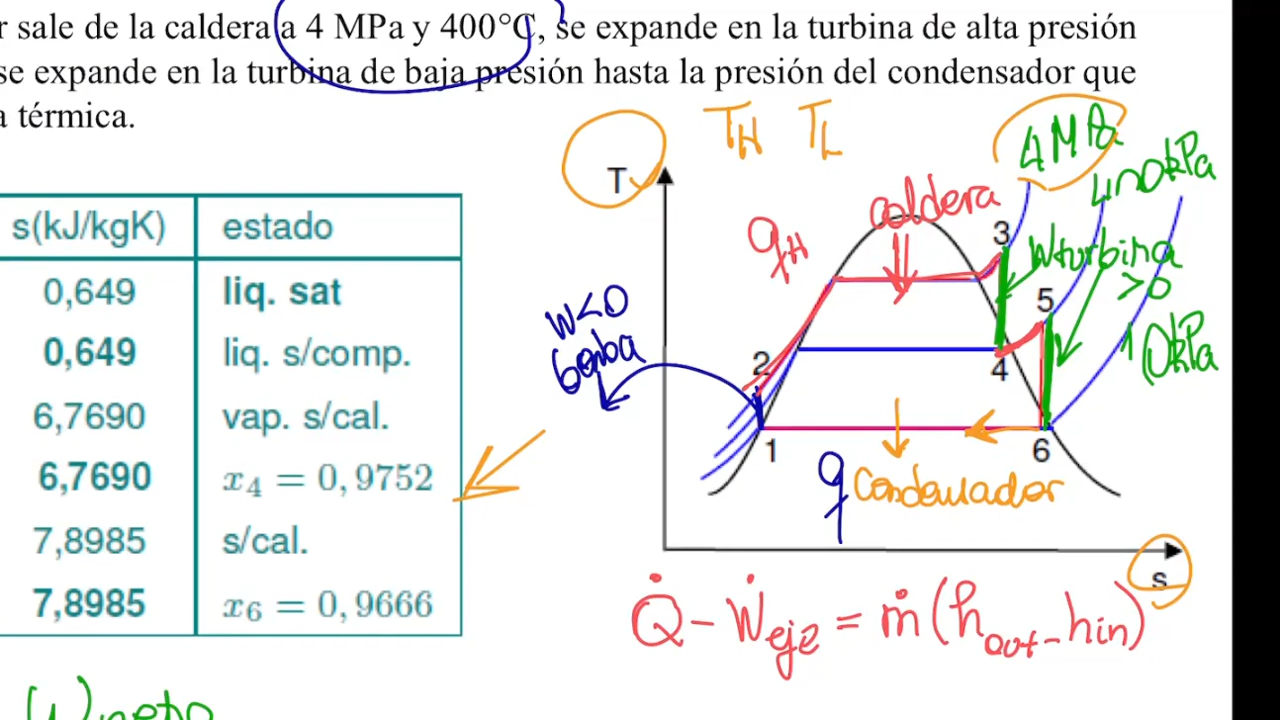 r sale de la caldera a 4 MPa y 400°C, se expande en la turbina de alta presión
se expande en la turbina de baja presión hasta la presión del condensador que
a térmica.
TH TL
4MPa
400kPa
T
s(kJ/kgK) estado
0,649 liq. sat
0,649 liq. s/comp.
6,7690 vap. s/cal.
6,7690 x4 = 0,9752
7,8985 s/cal.
7,8985 x6 = 0,9666
qH
caldera
3
Wturbina
>0
5
W<0
bomba
2
4
10kPa
1
6
q
Condensador
s
Q̇ - Ẇeje = ṁ(hout-hin)
Wneto